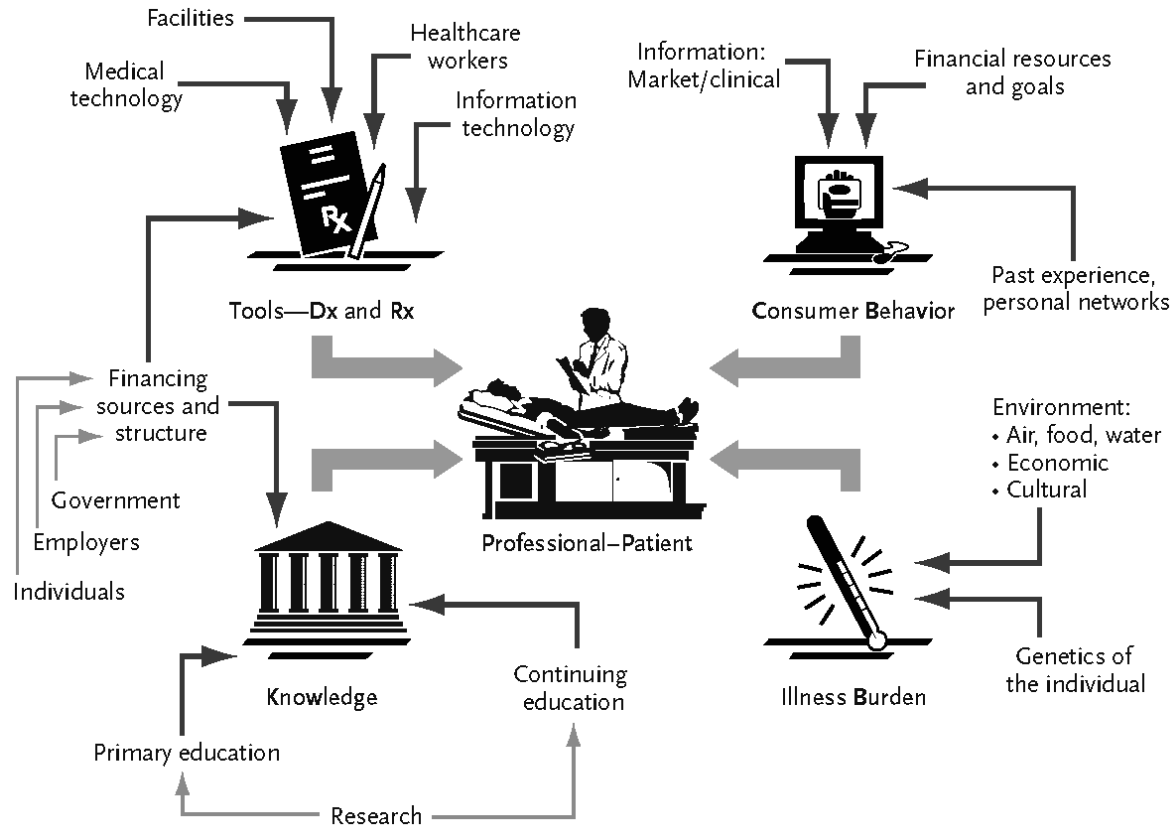 Facilities
Medical
technology
Healthcare
workers
Information
technology
Information:
Market/clinical
Financial resources
and goals
Rx
Past experience,
personal networks
Tools—Dx and Rx
Consumer Behavior
Financing
sources and
structure
Government
Employers
Individuals
Environment:
• Air, food, water
• Economic
• Cultural
Professional–Patient
Genetics of
the individual
Knowledge
Continuing
education
Illness Burden
Primary education
Research